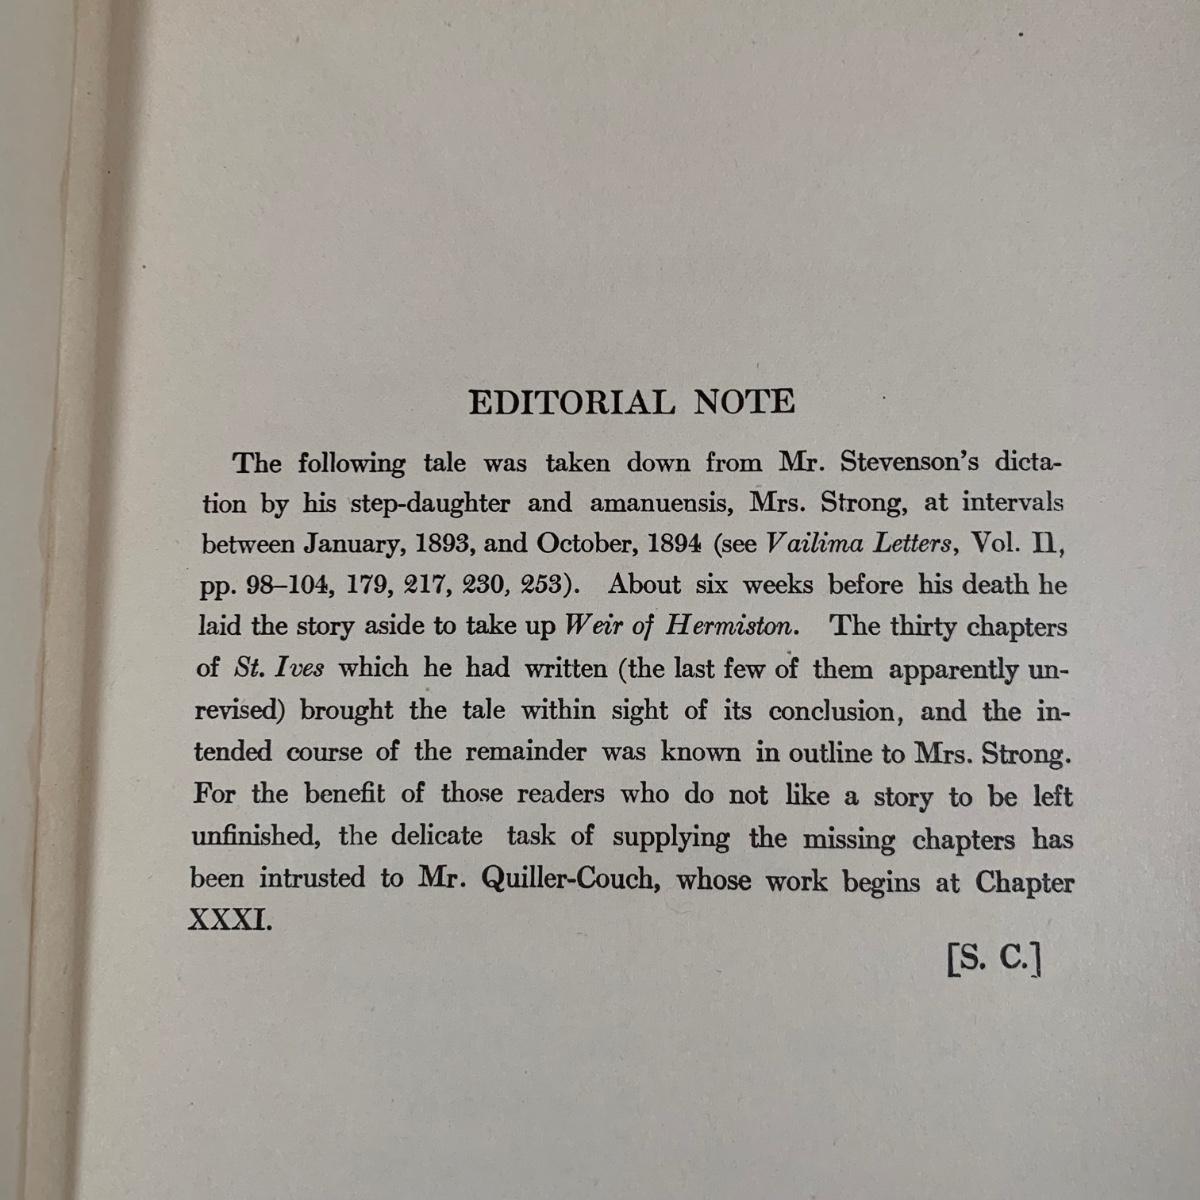 EDITORIAL NOTE
The following tale was taken down from Mr. Stevenson's dicta-
tion by his step-daughter and amanuensis, Mrs. Strong, at intervals
between January, 1893, and October, 1894 (see Vailima Letters, Vol. II,
pp. 98–104, 179, 217, 230, 253). About six weeks before his death he
laid the story aside to take up Weir of Hermiston. The thirty chapters
of St. Ives which he had written (the last few of them apparently un-
revised) brought the tale within sight of its conclusion, and the in-
tended course of the remainder was known in outline to Mrs. Strong.
For the benefit of those readers who do not like a story to be left
unfinished, the delicate task of supplying the missing chapters has
been intrusted to Mr. Quiller-Couch, whose work begins at Chapter
XXXI.
[S. C.]